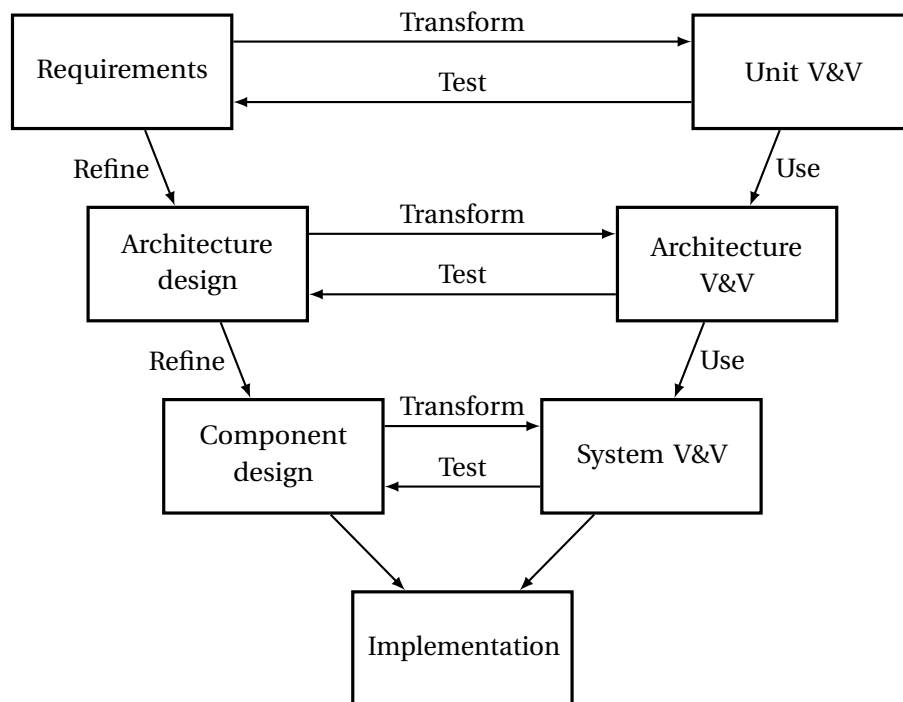 Transform
Requirements
Unit V&V
Test
Refine
Use
Transform
Architecture
design
Architecture
V&V
Test
Refine
Use
Transform
Component
design
System V&V
Test
Implementation